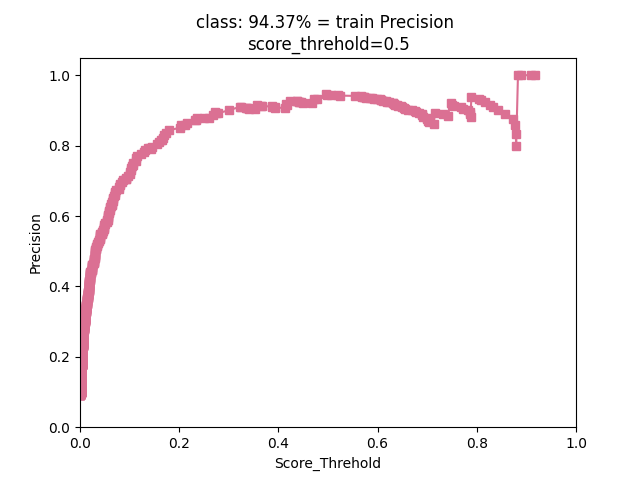 class: 94.37% = train Precision
score_threhold=0.5
1.0
0.8
0.6
0.4
0.2
0.0
Precision
0.0 0.2 0.4 0.6 0.8 1.0
Score_Threhold